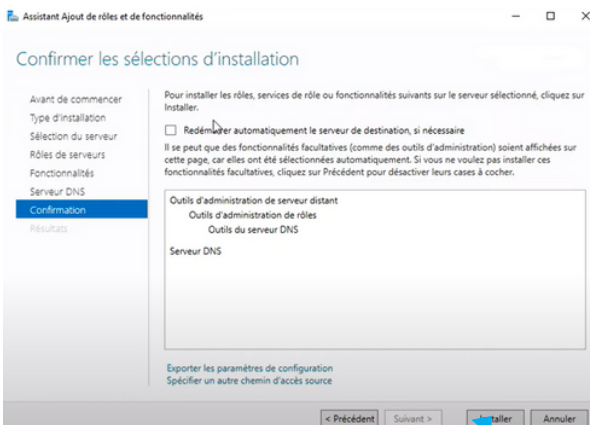 Assistant Ajout de rôles et de fonctionnalités
Confirmer les sélections d'installation
Avant de commencer
Type d'installation
Sélection du serveur
Rôles de serveurs
Fonctionnalités
Serveur DNS
Confirmation
Résultats
Pour installer les rôles, services de rôle ou fonctionnalités suivants sur le serveur sélectionné, cliquez sur
Installer.
Redémarrer automatiquement le serveur de destination, si nécessaire
Il se peut que des fonctionnalités facultatives (comme des outils d'administration) soient affichées sur
cette page, car elles ont été sélectionnées automatiquement. Si vous ne voulez pas installer ces
fonctionnalités facultatives, cliquez sur Précédent pour désactiver leurs cases à cocher.
Outils d'administration de serveur distant
Outils d'administration de rôles
Outils du serveur DNS
Serveur DNS
Exporter les paramètres de configuration
Spécifier un autre chemin d'accès source
< Précédent
Suivant >
Installer
Annuler